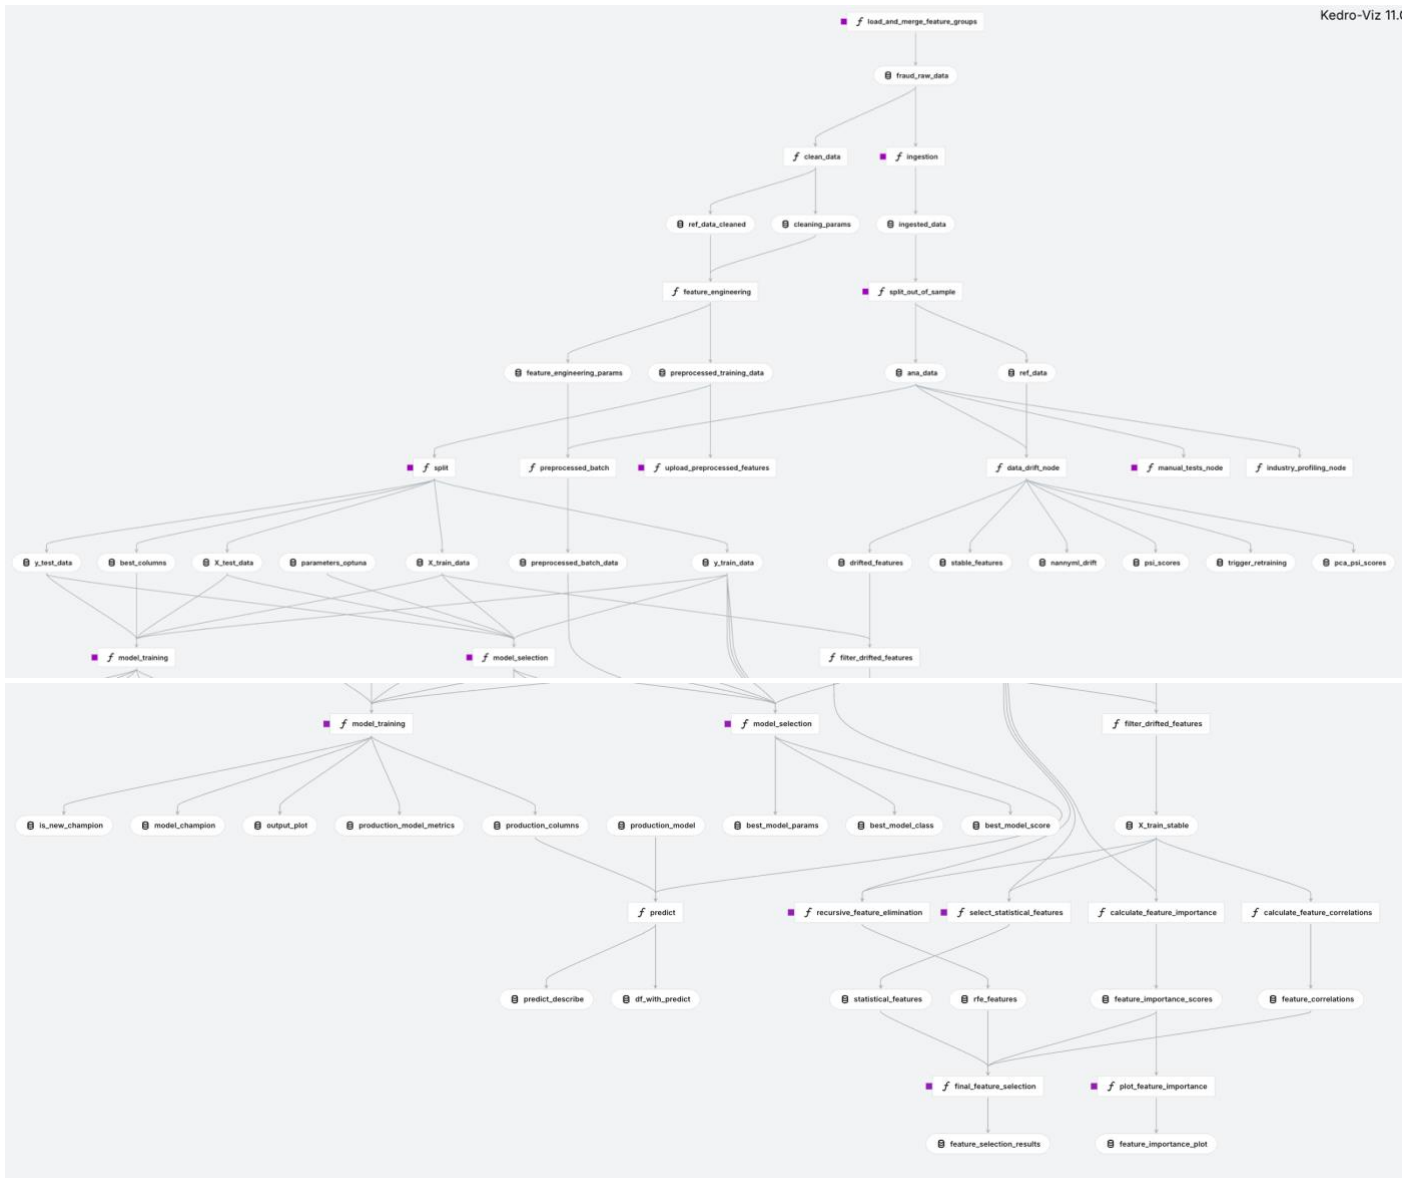 Kedro-Viz 11.0
load_and_merge_feature_groups
fraud_raw_data
clean_data
ingestion
ref_data_cleaned
cleaning_params
ingested_data
feature_engineering
split_out_of_sample
feature_engineering_params
preprocessed_training_data
ana_data
ref_data
split
preprocessed_batch
upload_preprocessed_features
data_drift_node
manual_tests_node
industry_profiling_node
y_test_data
best_columns
X_test_data
parameters_optuna
X_train_data
preprocessed_batch_data
y_train_data
drifted_features
stable_features
nannyml_drift
psi_scores
trigger_retraining
pca_psi_scores
model_training
model_selection
filter_drifted_features
model_training
model_selection
filter_drifted_features
is_new_champion
model_champion
output_plot
production_model_metrics
production_columns
production_model
best_model_params
best_model_class
best_model_score
X_train_stable
predict
recursive_feature_elimination
select_statistical_features
calculate_feature_importance
calculate_feature_correlations
predict_describe
df_with_predict
statistical_features
rfe_features
feature_importance_scores
feature_correlations
final_feature_selection
plot_feature_importance
feature_selection_results
feature_importance_plot